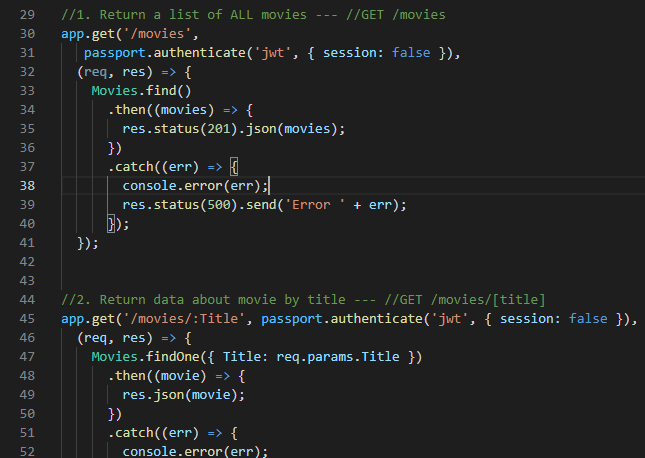 29 //1. Return a list of ALL movies --- //GET /movies
30 app.get('/movies',
31 passport.authenticate('jwt', { session: false }),
32 (req, res) => {
33 Movies.find()
34 .then((movies) => {
35 res.status(201).json(movies);
36 })
37 .catch((err) => {
38 console.error(err);
39 res.status(500).send('Error ' + err);
40 });
41 });
42
43
44 //2. Return data about movie by title --- //GET /movies/[title]
45 app.get('/movies/:Title', passport.authenticate('jwt', { session: false }),
46 (req, res) => {
47 Movies.findOne({ Title: req.params.Title })
48 .then((movie) => {
49 res.json(movie);
50 })
51 .catch((err) => {
52 console.error(err);